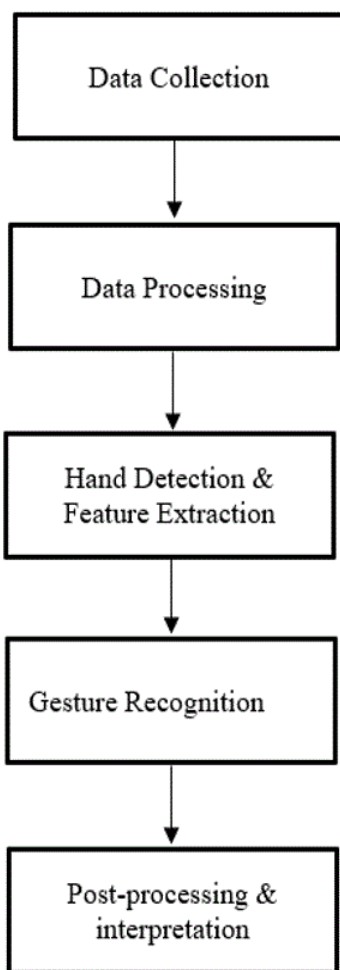 Data Collection
Data Processing
Hand Detection &
Feature Extraction
Gesture Recognition
Post-processing &
interpretation